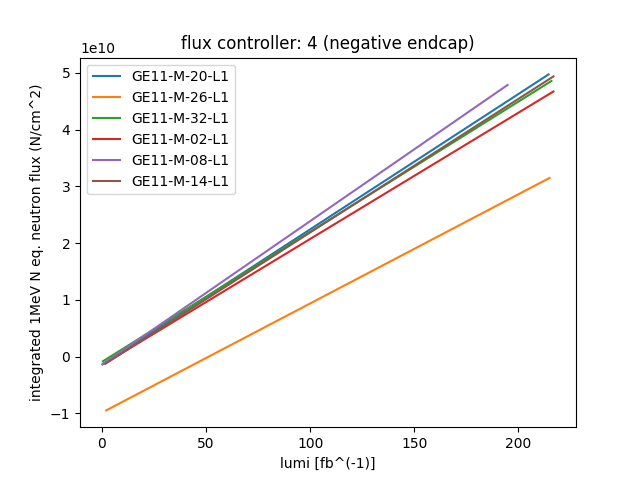 flux controller: 4 (negative endcap)
1e10
GE11-M-20-L1
GE11-M-26-L1
GE11-M-32-L1
GE11-M-02-L1
GE11-M-08-L1
GE11-M-14-L1
5
4
3
2
1
0
−1
integrated 1MeV N eq. neutron flux (N/cm^2)
0 50 100 150 200
lumi [fb^(-1)]